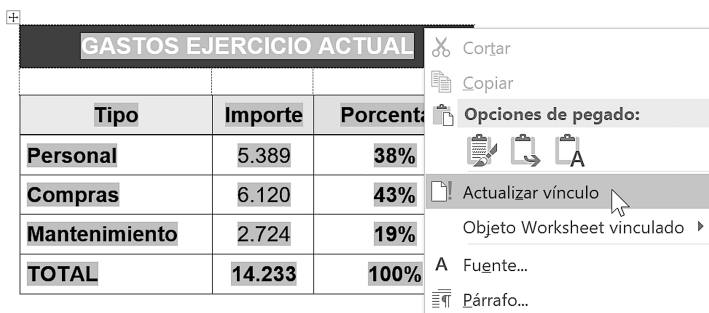 GASTOS EJERCICIO ACTUAL
Tipo Importe
Personal 5.389 38%
Compras 6.120 43%
Mantenimiento 2.724 19%
TOTAL 14.233 100%
Cortar
Copiar
Opciones de pegado:
A
Actualizar vínculo
Objeto Worksheet vinculado
A Fuente...
Párrafo...